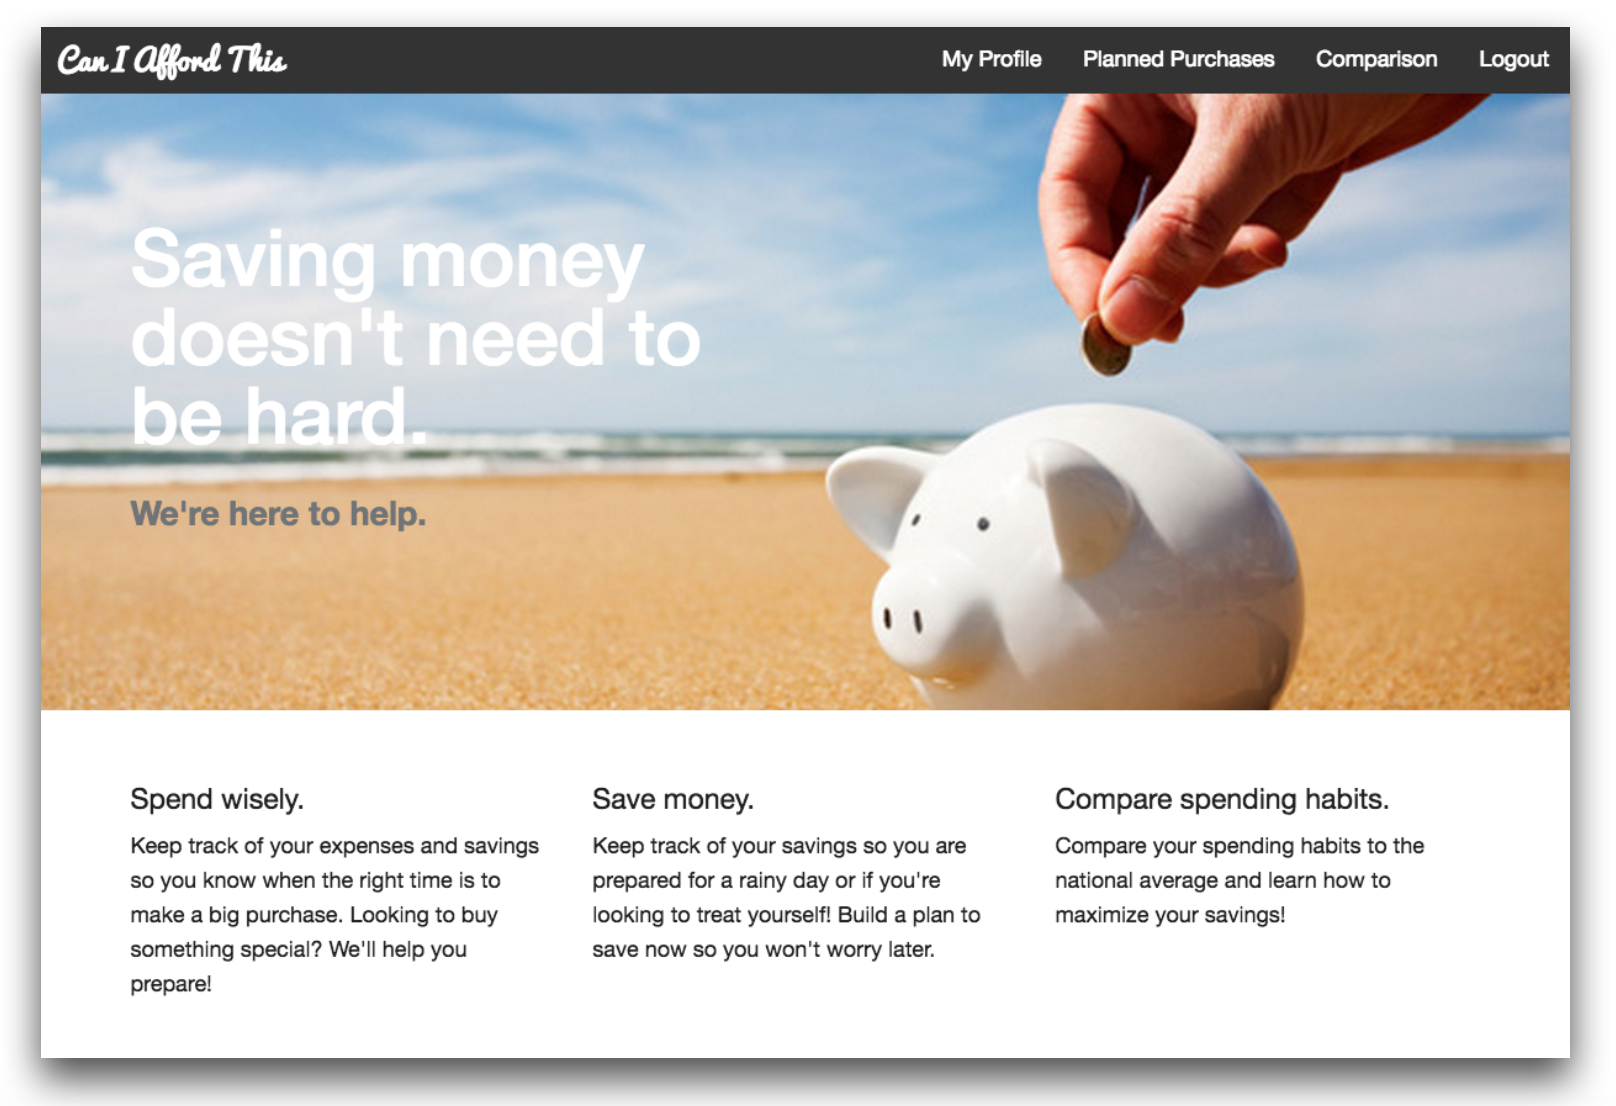 Can I Afford This
My Profile Planned Purchases Comparison Logout
Saving money
doesn't need to
be hard.
We're here to help.
Spend wisely.
Keep track of your expenses and savings
so you know when the right time is to
make a big purchase. Looking to buy
something special? We'll help you
prepare!
Save money.
Keep track of your savings so you are
prepared for a rainy day or if you're
looking to treat yourself! Build a plan to
save now so you won't worry later.
Compare spending habits.
Compare your spending habits to the
national average and learn how to
maximize your savings!